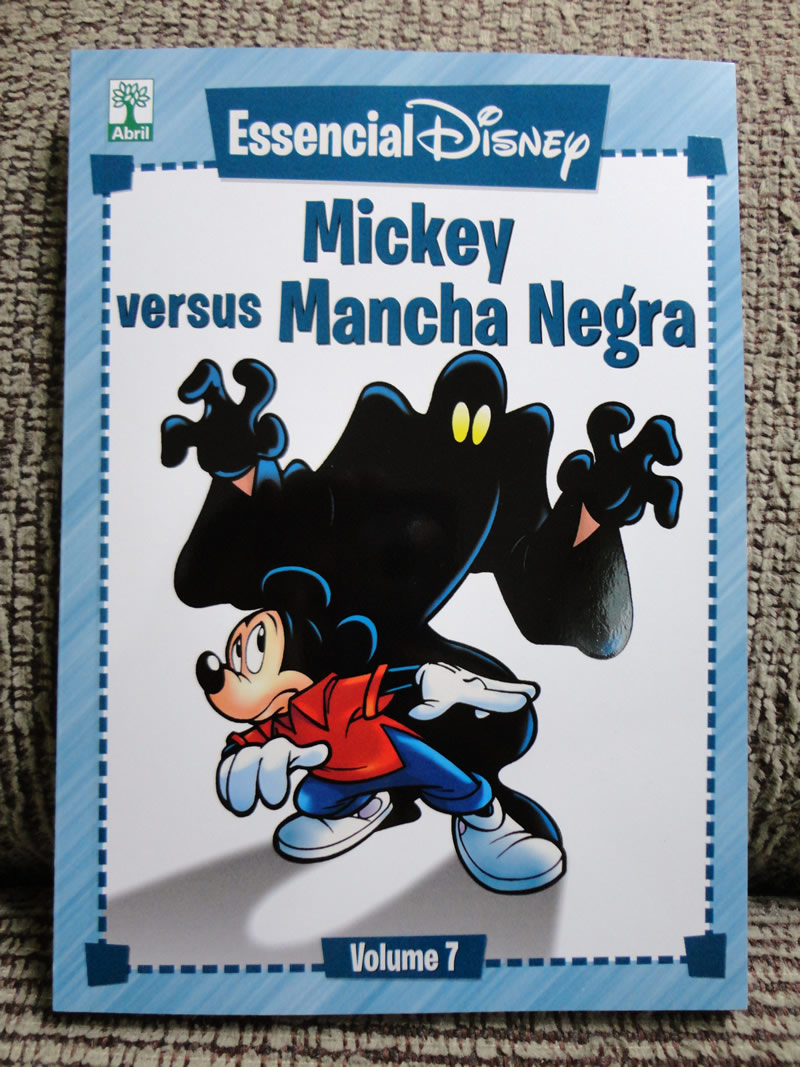 Abril
Essencial Disney
Mickey
versus Mancha Negra
Volume 7